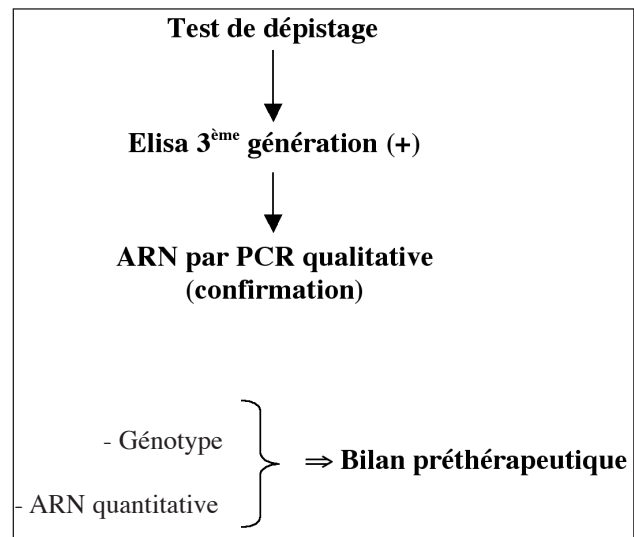 Test de dépistage
Elisa 3ème génération (+)
ARN par PCR qualitative
(confirmation)
- Génotype
⇒ Bilan préthérapeutique
- ARN quantitative